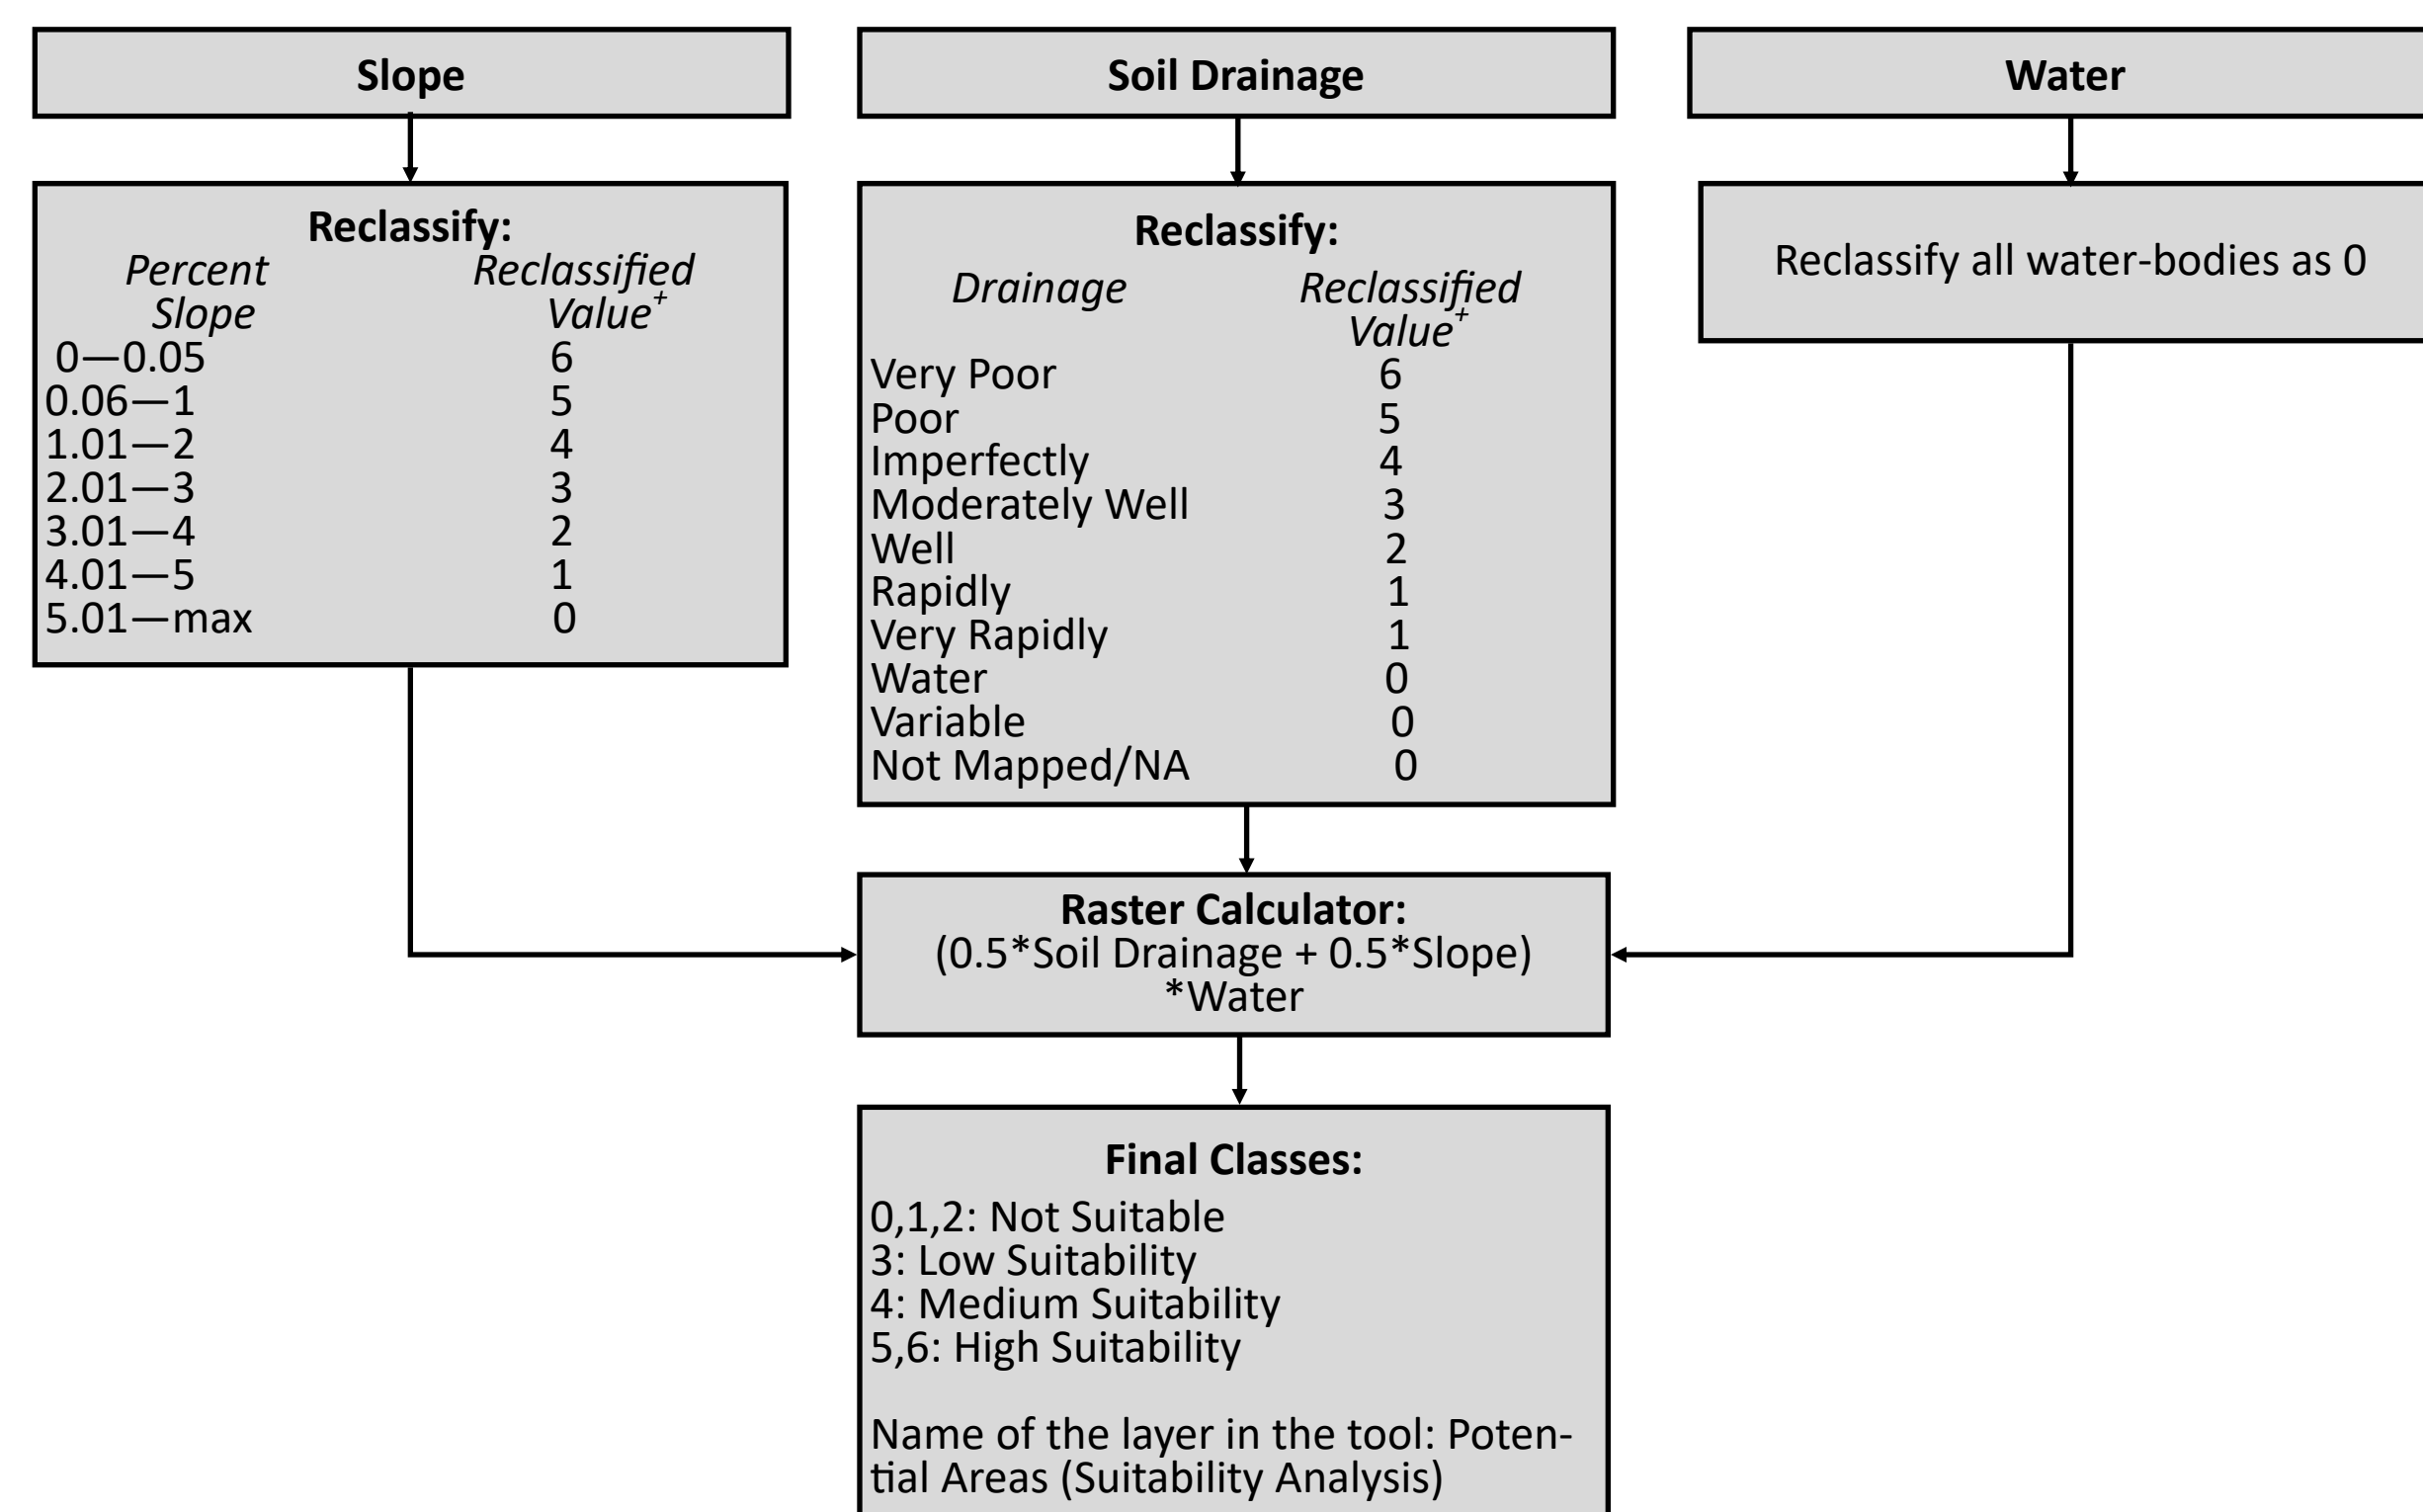 Slope
Soil Drainage
Water
Reclassify:
Percent Slope Reclassified Value+
0—0.05 6
0.06—1 5
1.01—2 4
2.01—3 3
3.01—4 2
4.01—5 1
5.01—max 0
Reclassify:
Drainage Reclassified Value+
Very Poor 6
Poor 5
Imperfectly 4
Moderately Well 3
Well 2
Rapidly 1
Very Rapidly 1
Water 0
Variable 0
Not Mapped/NA 0
Reclassify all water-bodies as 0
Raster Calculator:
(0.5*Soil Drainage + 0.5*Slope)
*Water
Final Classes:
0,1,2: Not Suitable
3: Low Suitability
4: Medium Suitability
5,6: High Suitability
Name of the layer in the tool: Poten-
tial Areas (Suitability Analysis)